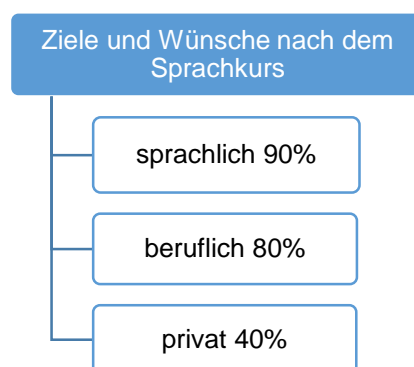 Ziele und Wünsche nach dem
Sprachkurs
sprachlich 90%
beruflich 80%
privat 40%